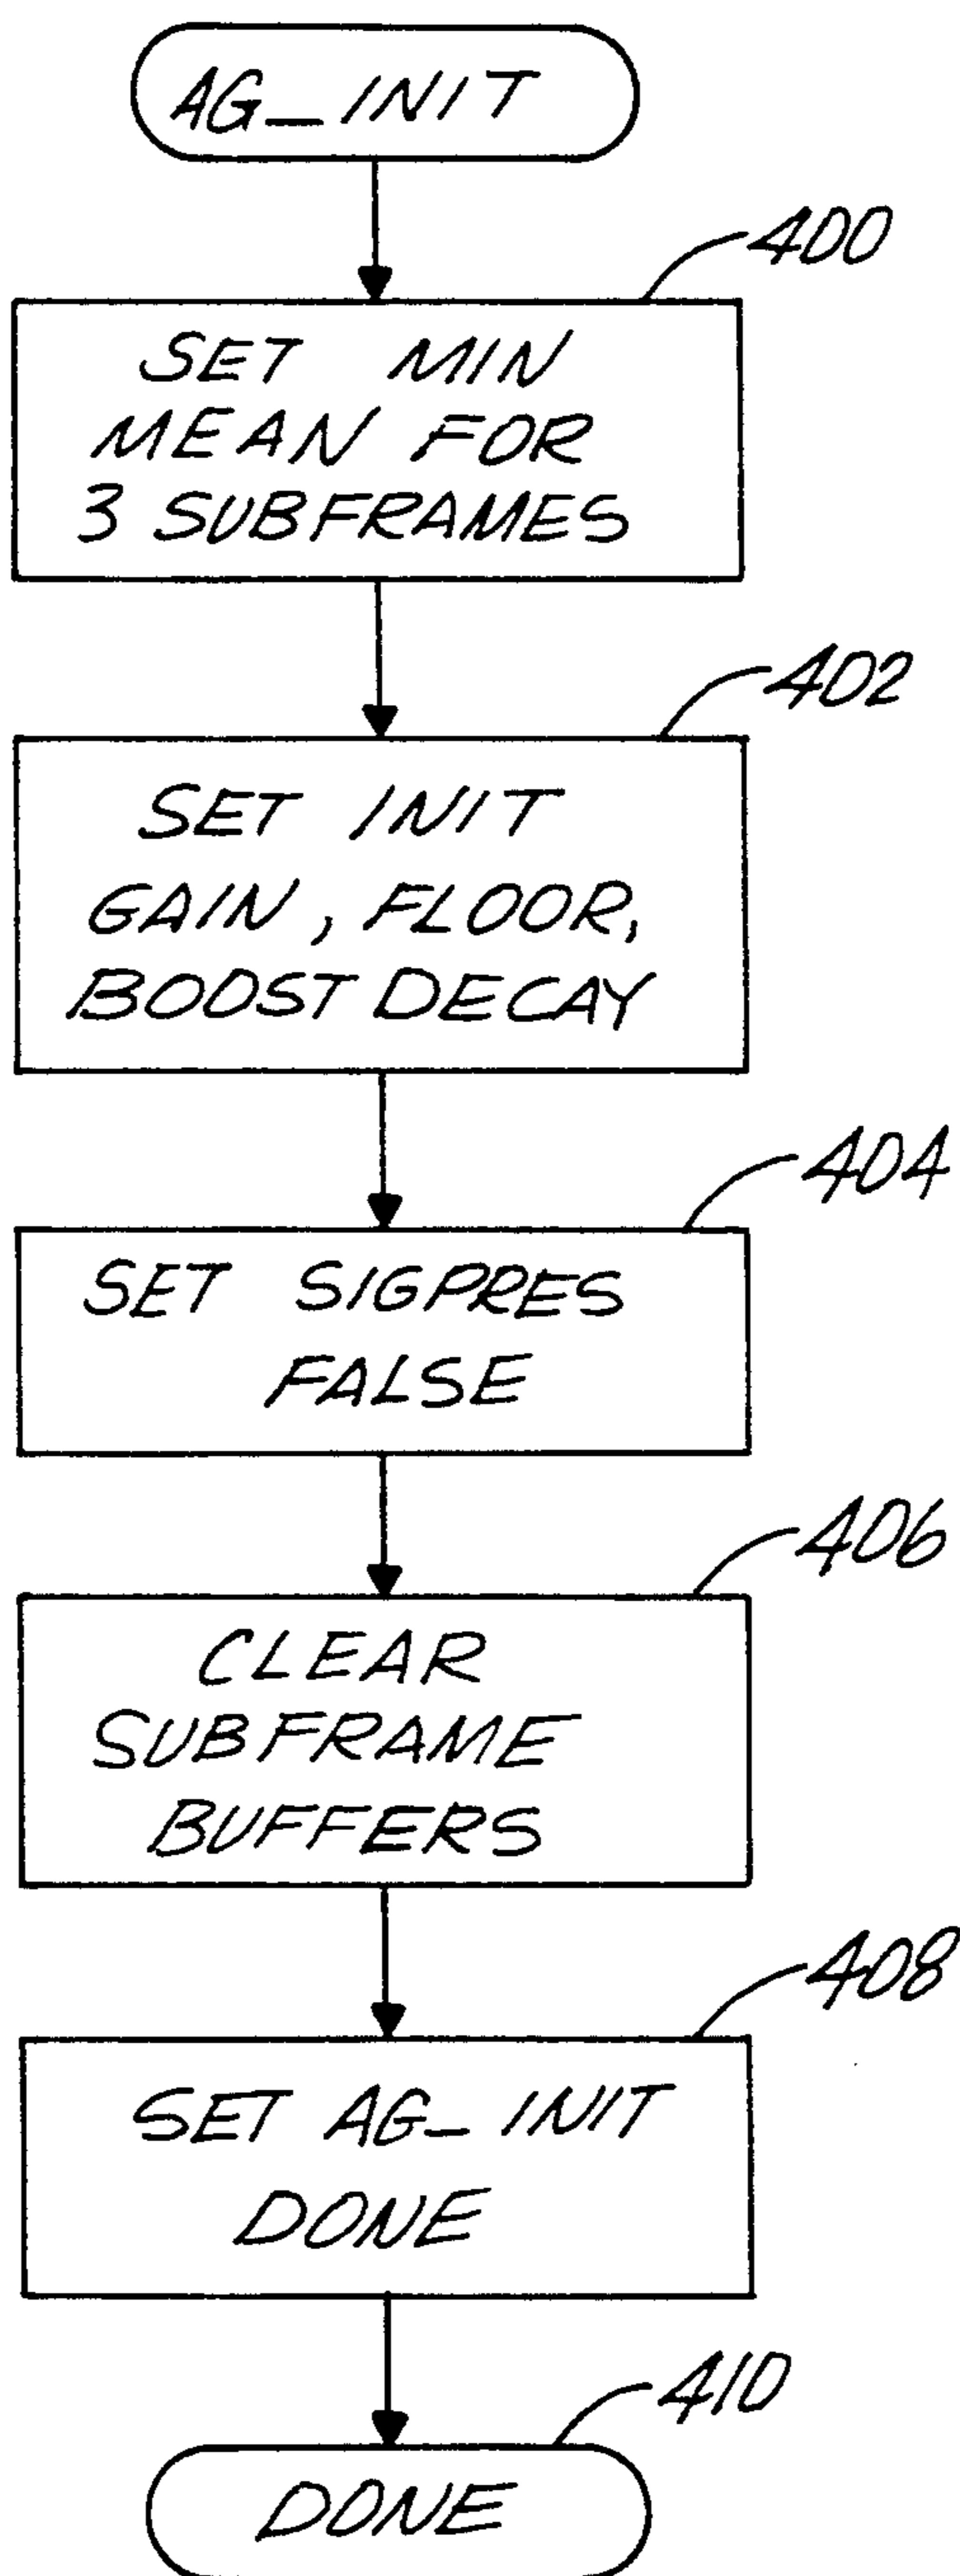 AG_INIT
400
SET MIN
MEAN FOR
3 SUBFRAMES
402
SET INIT
GAIN, FLOOR,
BOOST DECAY
404
SET SIGPRES
FALSE
406
CLEAR
SUBFRAME
BUFFERS
408
SET AG_INIT
DONE
410
DONE